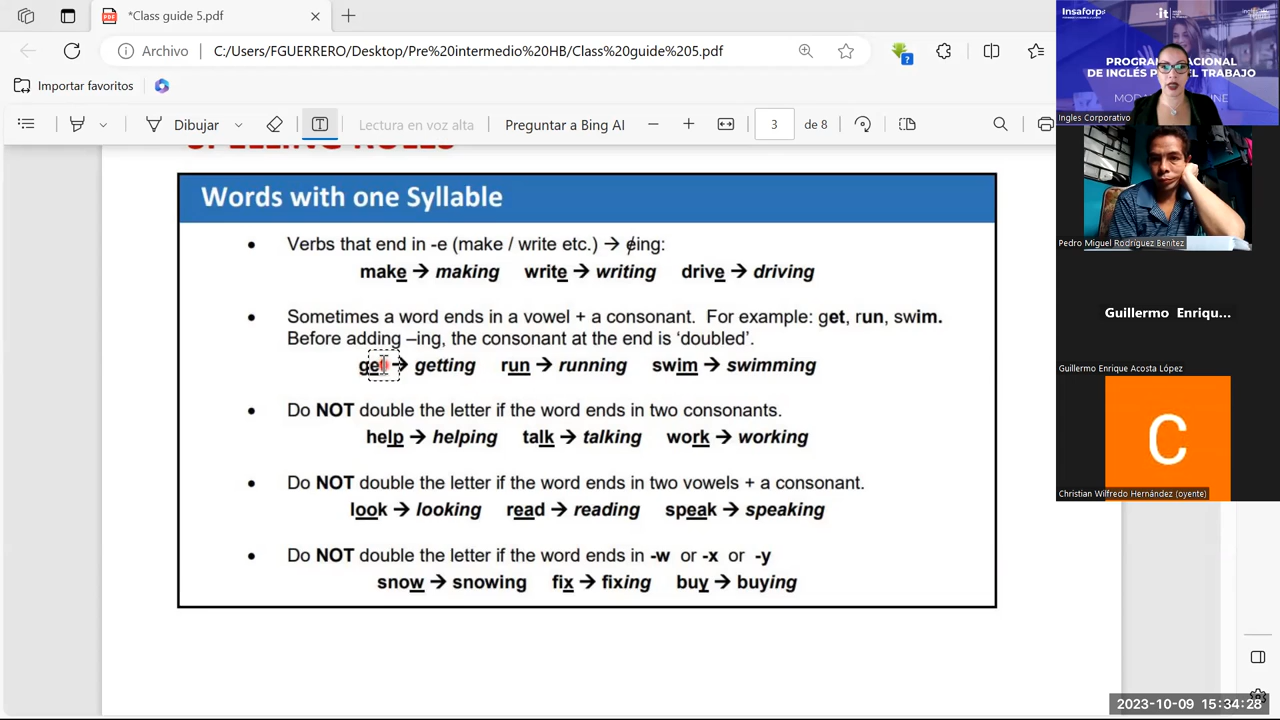 *Class guide 5.pdf
Archivo
C:/Users/FGUERRERO/Desktop/Pre%20intermedio%20HB/Class%20guide%205.pdf
Importar favoritos
Dibujar
Lectura en voz alta
Preguntar a Bing AI
3
de 8
SPELLING RULES
Words with one Syllable
• Verbs that end in -e (make / write etc.) → eing:
make → making write → writing drive → driving
• Sometimes a word ends in a vowel + a consonant. For example: get, run, swim.
Before adding –ing, the consonant at the end is ‘doubled’.
get → getting run → running swim → swimming
• Do NOT double the letter if the word ends in two consonants.
help → helping talk → talking work → working
• Do NOT double the letter if the word ends in two vowels + a consonant.
look → looking read → reading speak → speaking
• Do NOT double the letter if the word ends in -w or -x or -y
snow → snowing fix → fixing buy → buying
Insaforp
Ingles Corporativo
Pedro Miguel Rodríguez Benitez
Guillermo Enriqu...
Guillermo Enrique Acosta López
C
Christian Wilfredo Hernández (oyente)
2023-10-09 15:34:28